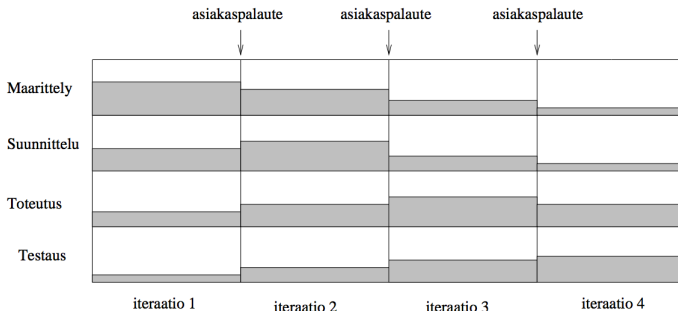 asiakaspalaute asiakaspalaute asiakaspalaute
Maarittely
Suunnittelu
Toteutus
Testaus
iteraatio 1 iteraatio 2 iteraatio 3 iteraatio 4